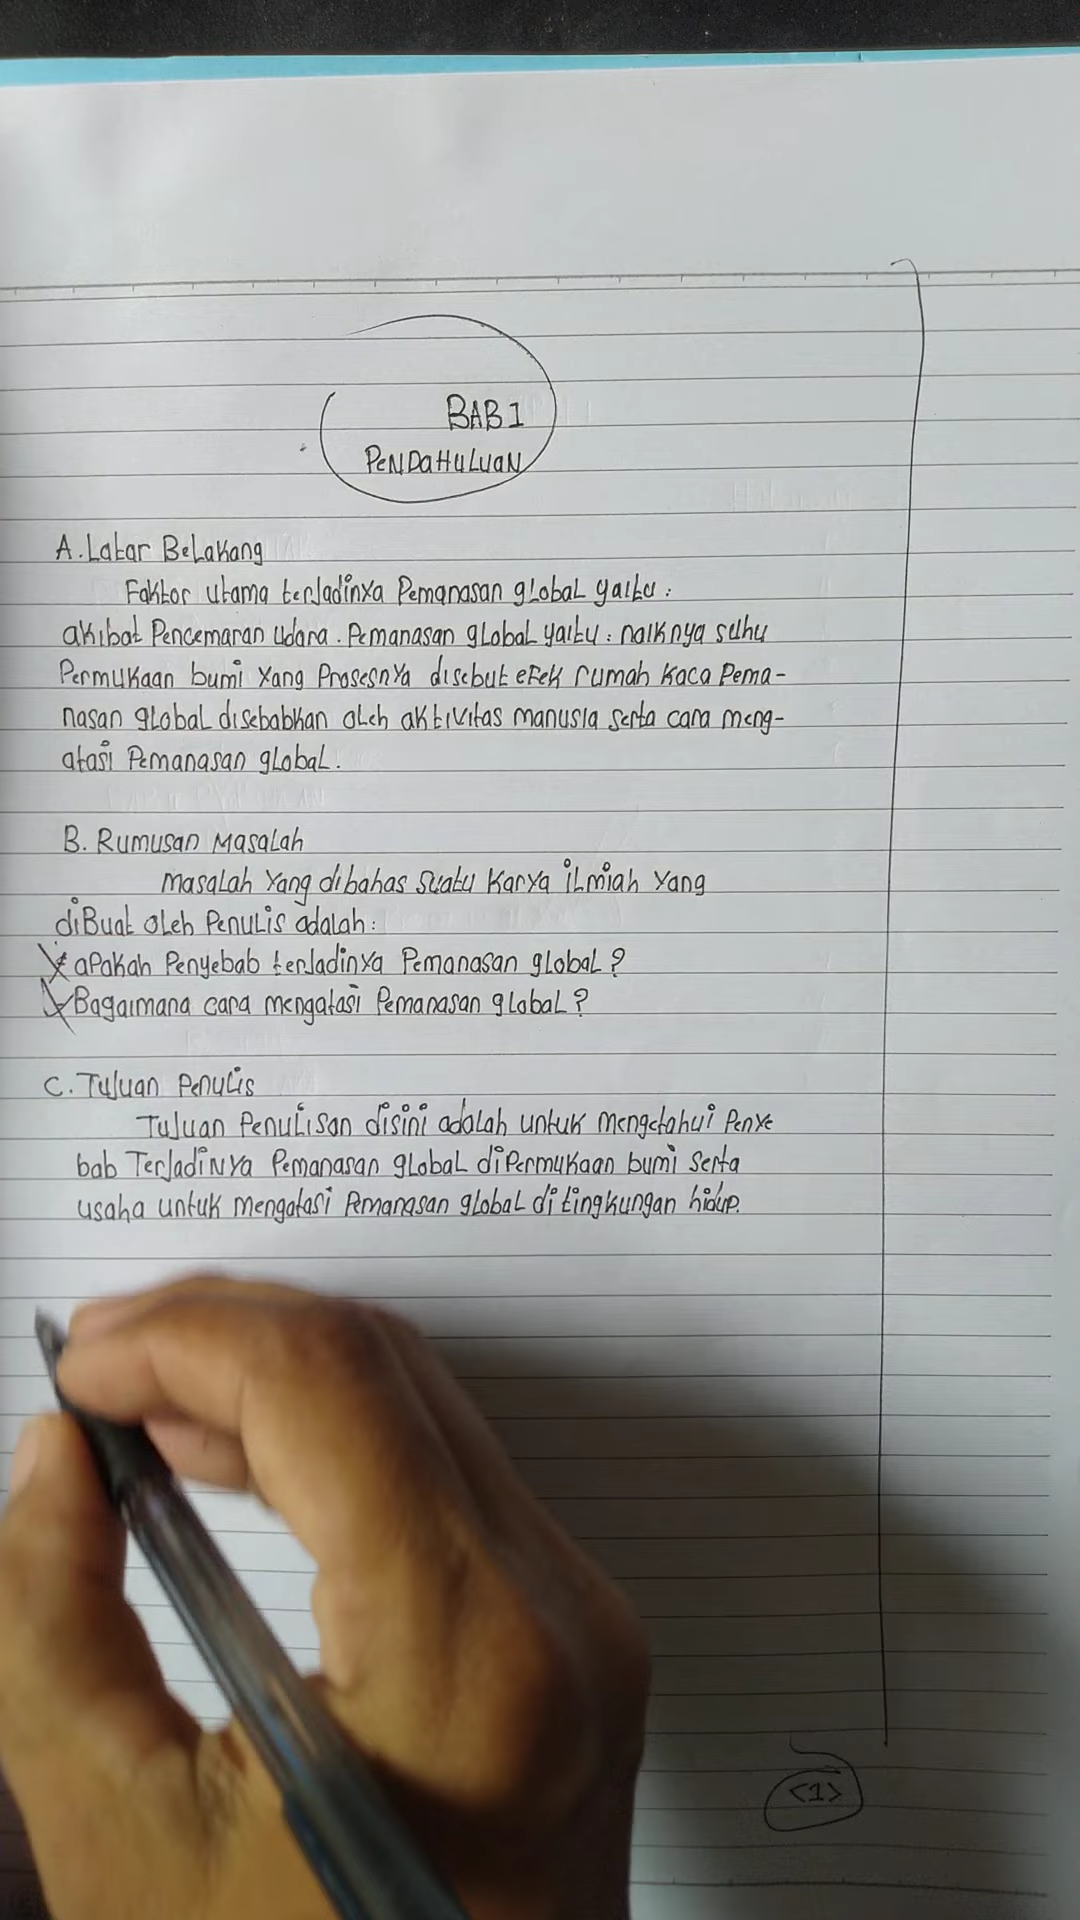 BAB 1
PENDAHULUAN
A. Latar Belakang
Faktor utama terjadinya Pemanasan global yaitu :
akibat Pencemaran udara. Pemanasan global yaitu : naiknya suhu
Permukaan bumi Yang Prosesnya disebut efek rumah kaca Pema-
nasan global disebabkan oleh aktivitas manusia serta cara meng-
atasi Pemanasan global.
B. Rumusan Masalah
Masalah Yang dibahas suatu Karya ilmiah Yang
diBuat oleh Penulis adalah :
* apakah Penyebab terjadinya Pemanasan global ?
* Bagaimana cara mengatasi Pemanasan global ?
C. Tujuan Penulis
Tujuan Penulisan disini adalah untuk mengetahui Penye
bab Terjadinya Pemanasan global diPermukaan bumi serta
usaha untuk mengatasi Pemanasan global di lingkungan hidup.
<1>